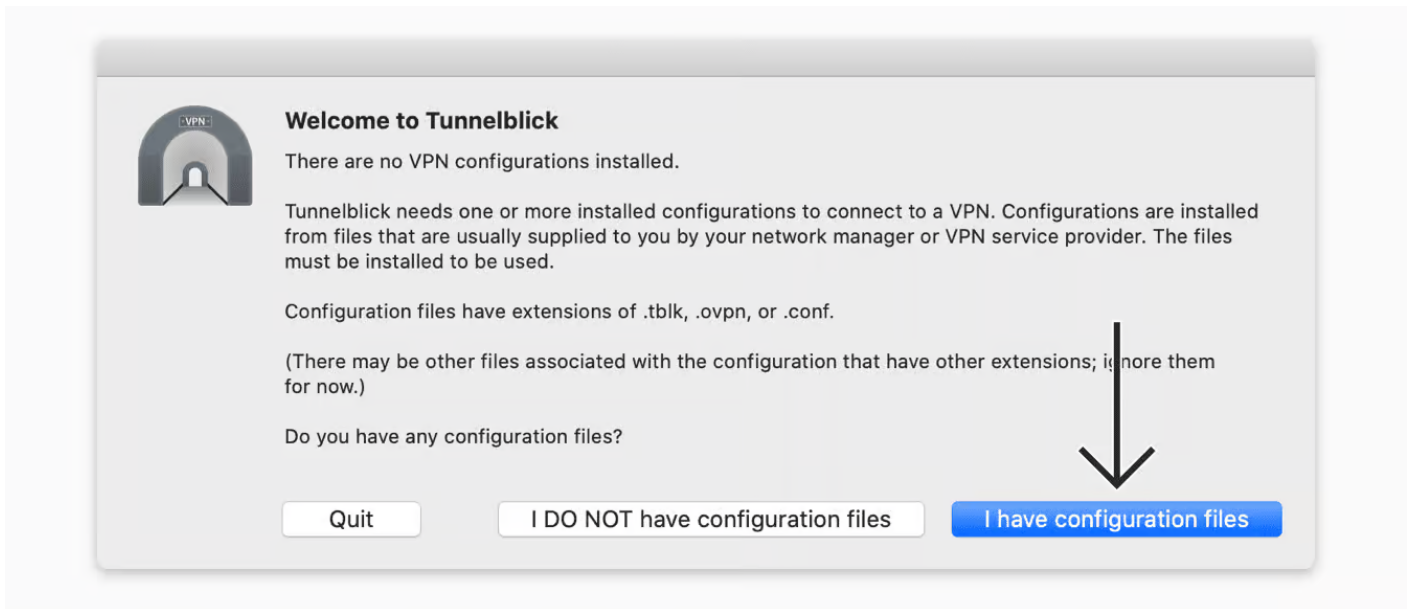 VPN
Welcome to Tunnelblick
There are no VPN configurations installed.
Tunnelblick needs one or more installed configurations to connect to a VPN. Configurations are installed
from files that are usually supplied to you by your network manager or VPN service provider. The files
must be installed to be used.
Configuration files have extensions of .tblk, .ovpn, or .conf.
(There may be other files associated with the configuration that have other extensions; ignore them
for now.)
Do you have any configuration files?
Quit
I DO NOT have configuration files
I have configuration files